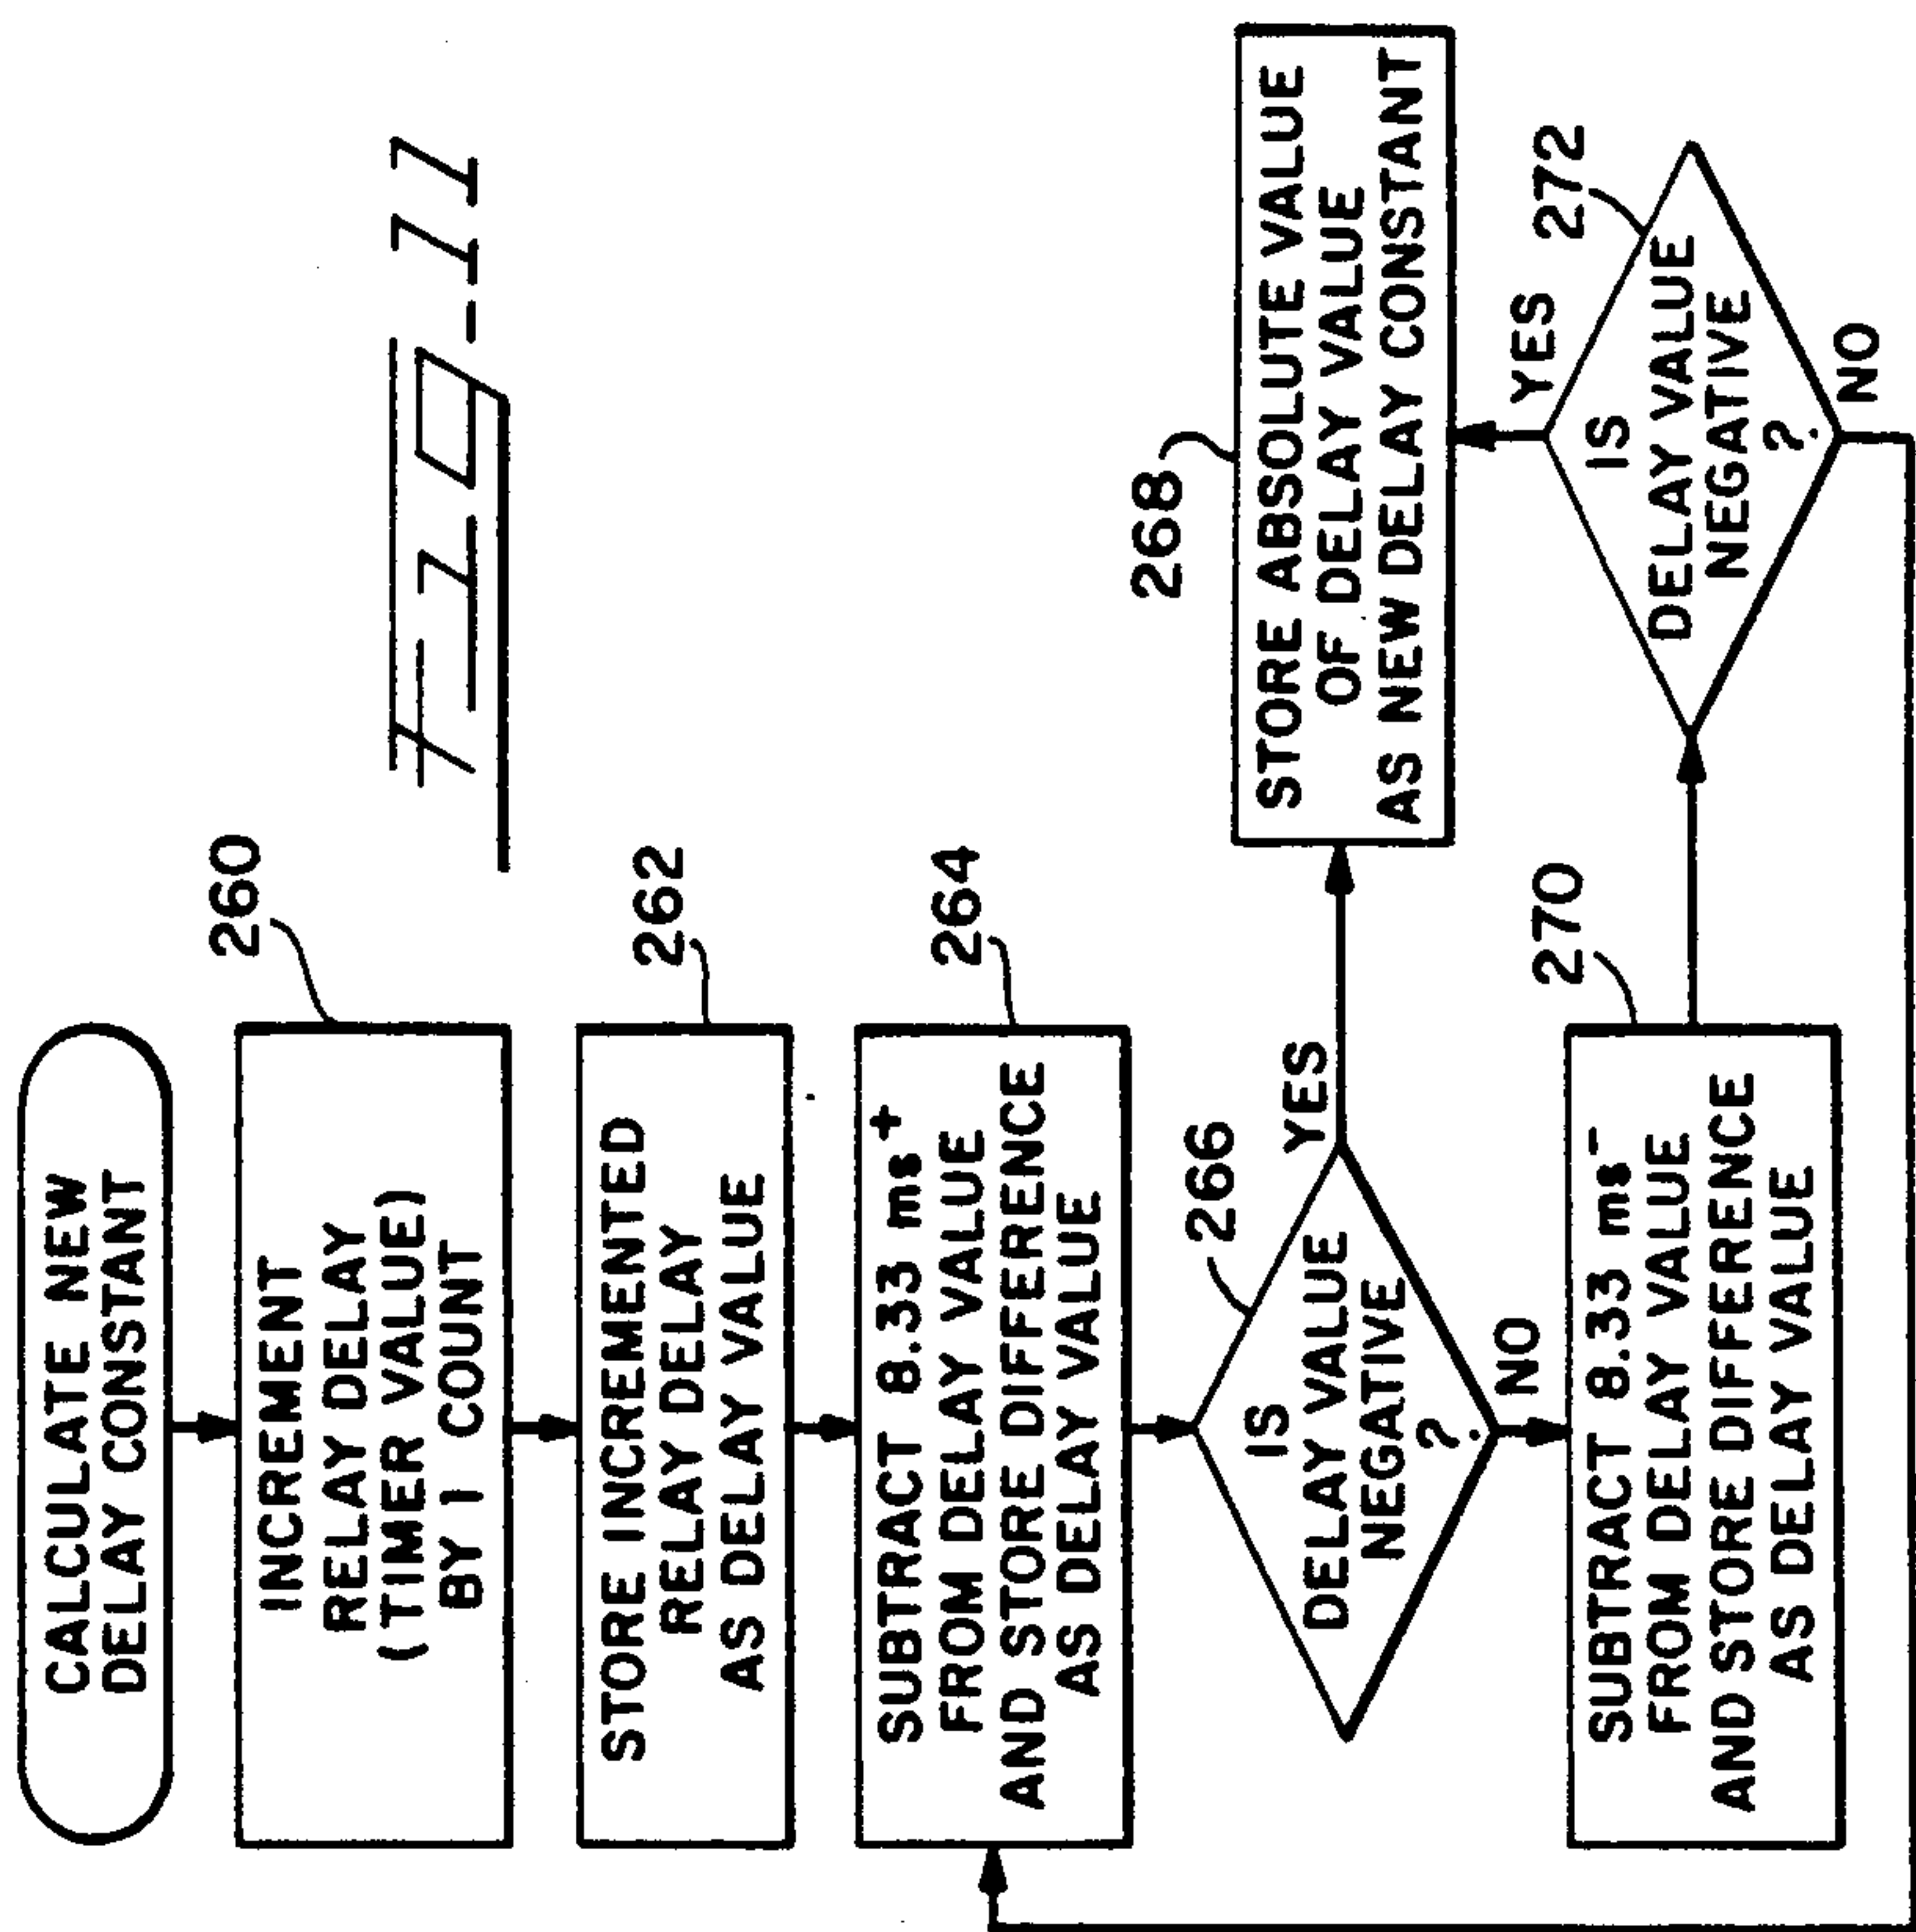 CALCULATE NEW
DELAY CONSTANT
260
INCREMENT
RELAY DELAY
(TIMER VALUE)
BY 1 COUNT
Fig-11
262
STORE INCREMENTED
RELAY DELAY
AS DELAY VALUE
264
SUBTRACT 8.33 ms+
FROM DELAY VALUE
AND STORE DIFFERENCE
AS DELAY VALUE
266
IS
DELAY VALUE
NEGATIVE
?
YES
NO
268
STORE ABSOLUTE VALUE
OF DELAY VALUE
AS NEW DELAY CONSTANT
270
SUBTRACT 8.33 ms-
FROM DELAY VALUE
AND STORE DIFFERENCE
AS DELAY VALUE
272
YES
IS
DELAY VALUE
NEGATIVE
?
NO